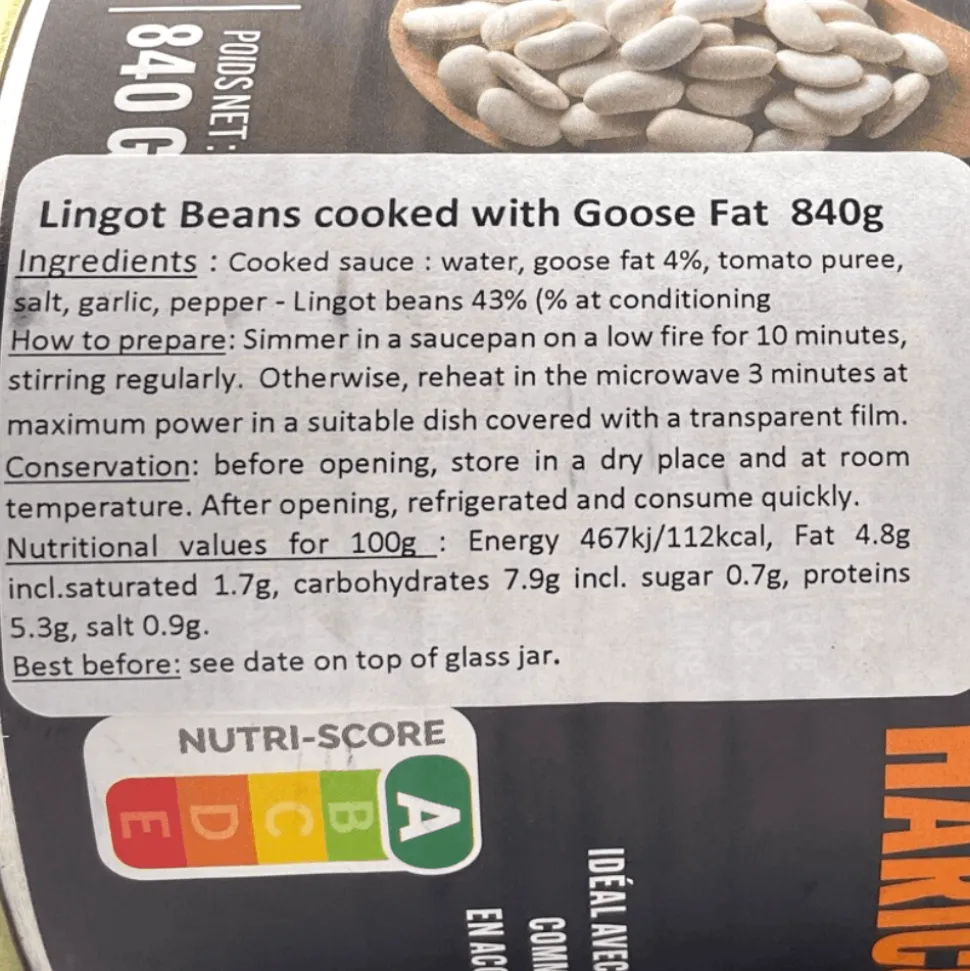 POIDS NET :
840 G
Lingot Beans cooked with Goose Fat 840g
Ingredients : Cooked sauce : water, goose fat 4%, tomato puree,
salt, garlic, pepper - Lingot beans 43% (% at conditioning
How to prepare: Simmer in a saucepan on a low fire for 10 minutes,
stirring regularly. Otherwise, reheat in the microwave 3 minutes at
maximum power in a suitable dish covered with a transparent film.
Conservation: before opening, store in a dry place and at room
temperature. After opening, refrigerated and consume quickly.
Nutritional values for 100g : Energy 467kj/112kcal, Fat 4.8g
incl.saturated 1.7g, carbohydrates 7.9g incl. sugar 0.7g, proteins
5.3g, salt 0.9g.
Best before: see date on top of glass jar.
NUTRI-SCORE
A B C D E
HARIC
IDÉAL AVEC
COMM
EN AC